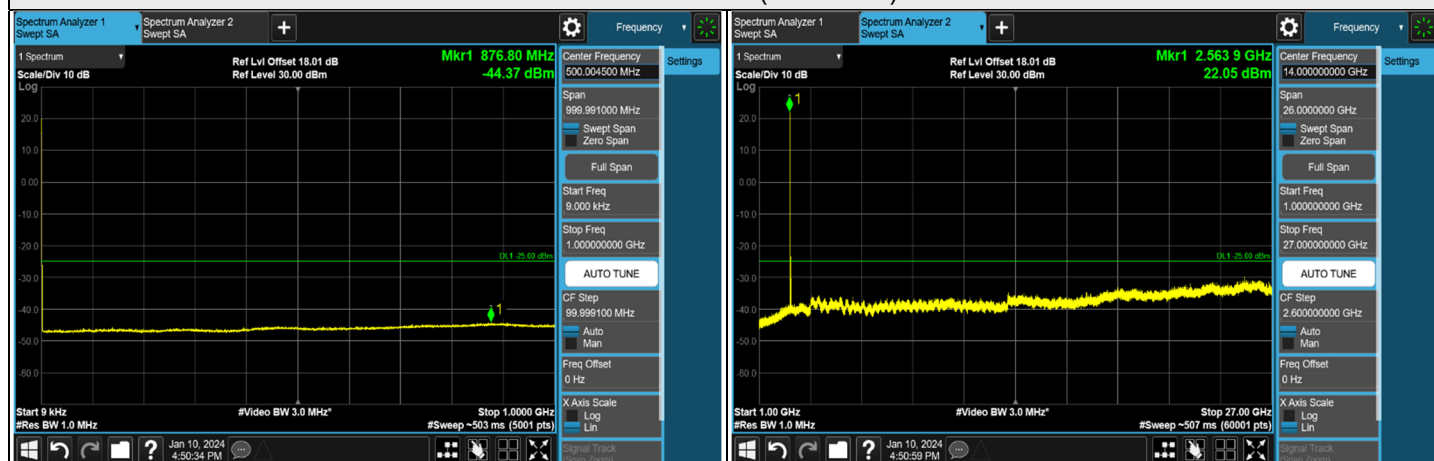 Spectrum Analyzer 1
Swept SA
Spectrum Analyzer 2
Swept SA
Frequency
1 Spectrum
Ref Lvl Offset 18.01 dB
Mkr1 876.80 MHz
Scale/Div 10 dB
Ref Level 30.00 dBm
-44.37 dBm
Log
20.0
10.0
0.00
-10.0
-20.0
-30.0
-40.0
-50.0
-60.0
DL1 -25.00 dBm
1
Start 9 kHz
#Video BW 3.0 MHz*
Stop 1.0000 GHz
#Res BW 1.0 MHz
#Sweep ~503 ms (5001 pts)
Center Frequency
500.004500 MHz
Settings
Span
999.991000 MHz
Swept Span
Zero Span
Full Span
Start Freq
9.000 kHz
Stop Freq
1.000000000 GHz
AUTO TUNE
CF Step
99.999100 MHz
Auto
Man
Freq Offset
0 Hz
X Axis Scale
Log
Lin
Signal Track
(Span Zoom)
Jan 10, 2024
4:50:34 PM
Spectrum Analyzer 1
Swept SA
Spectrum Analyzer 2
Swept SA
Frequency
1 Spectrum
Ref Lvl Offset 18.01 dB
Mkr1 2.563 9 GHz
Scale/Div 10 dB
Ref Level 30.00 dBm
22.05 dBm
Log
20.0
10.0
0.00
-10.0
-20.0
-30.0
-40.0
-50.0
-60.0
DL1 -25.00 dBm
1
Start 1.00 GHz
#Video BW 3.0 MHz*
Stop 27.00 GHz
#Res BW 1.0 MHz
#Sweep ~507 ms (60001 pts)
Center Frequency
14.00000000 GHz
Settings
Span
26.0000000 GHz
Swept Span
Zero Span
Full Span
Start Freq
1.000000000 GHz
Stop Freq
27.000000000 GHz
AUTO TUNE
CF Step
2.600000000 GHz
Auto
Man
Freq Offset
0 Hz
X Axis Scale
Log
Lin
Signal Track
(Span Zoom)
Jan 10, 2024
4:50:59 PM